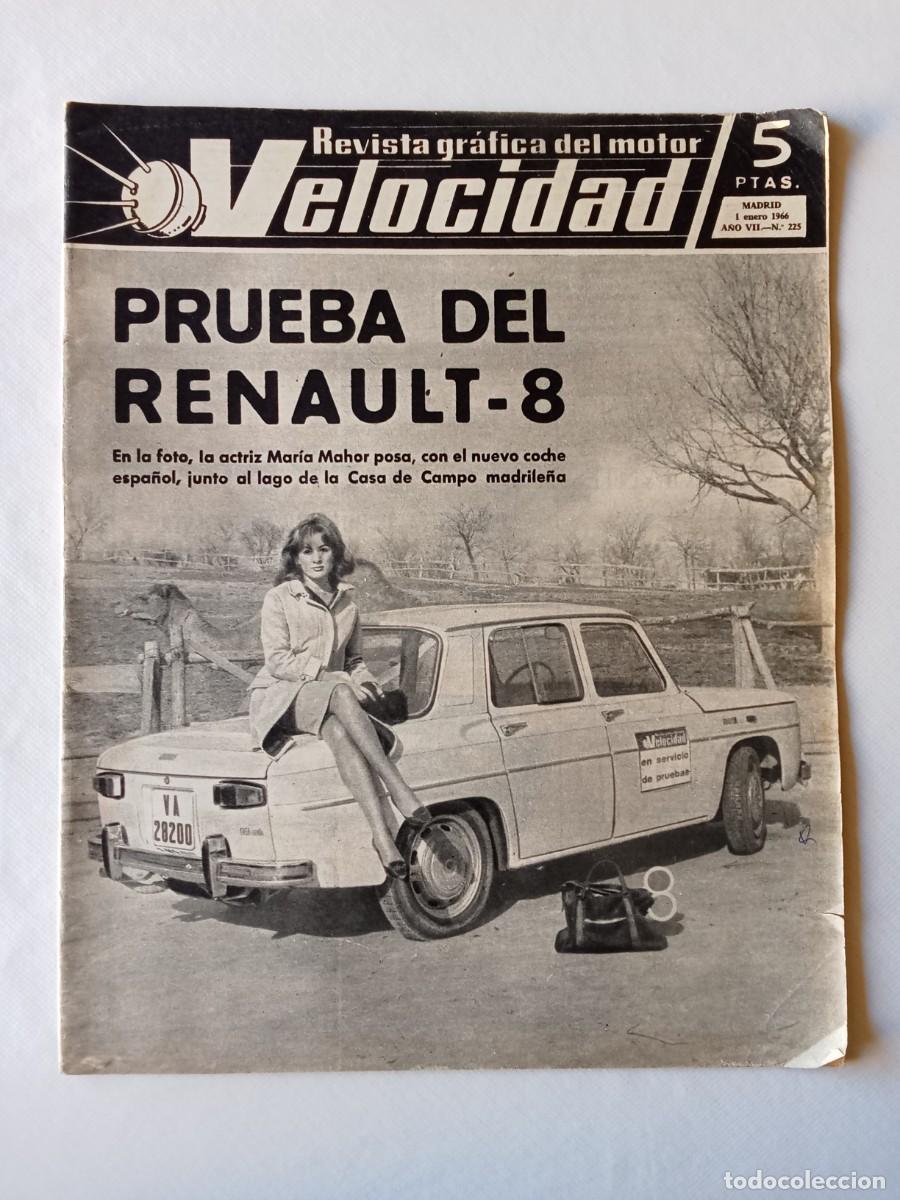 Revista gráfica del motor
Velocidad
5
PTAS.
MADRID
1 enero 1966
AÑO VII.—N.º 225
PRUEBA DEL
RENAULT-8
En la foto, la actriz María Mahor posa, con el nuevo coche
español, junto al lago de la Casa de Campo madrileña
Velocidad
en servicio
de pruebas
VA
28200
8
todocoleccion